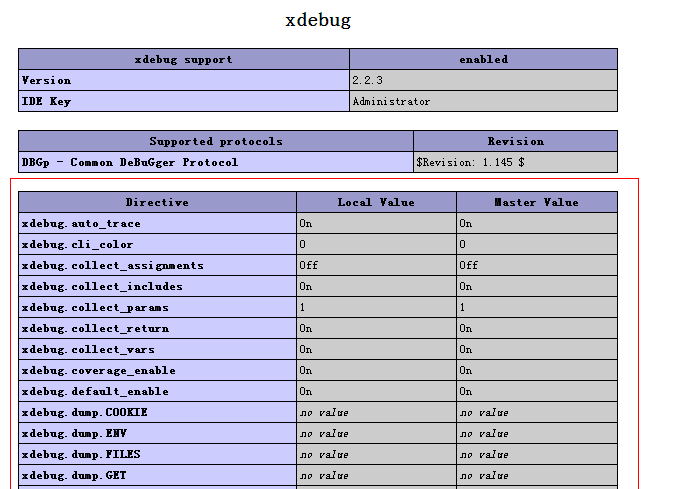 xdebug
xdebug support enabled
Version 2.2.3
IDE Key Administrator
Supported protocols Revision
DBGp - Common DeBuGger Protocol $Revision: 1.145 $
Directive Local Value Master Value
xdebug.auto_trace On On
xdebug.cli_color 0 0
xdebug.collect_assignments Off Off
xdebug.collect_includes On On
xdebug.collect_params 1 1
xdebug.collect_return On On
xdebug.collect_vars On On
xdebug.coverage_enable On On
xdebug.default_enable On On
xdebug.dump.COOKIE no value no value
xdebug.dump.ENV no value no value
xdebug.dump.FILES no value no value
xdebug.dump.GET no value no value